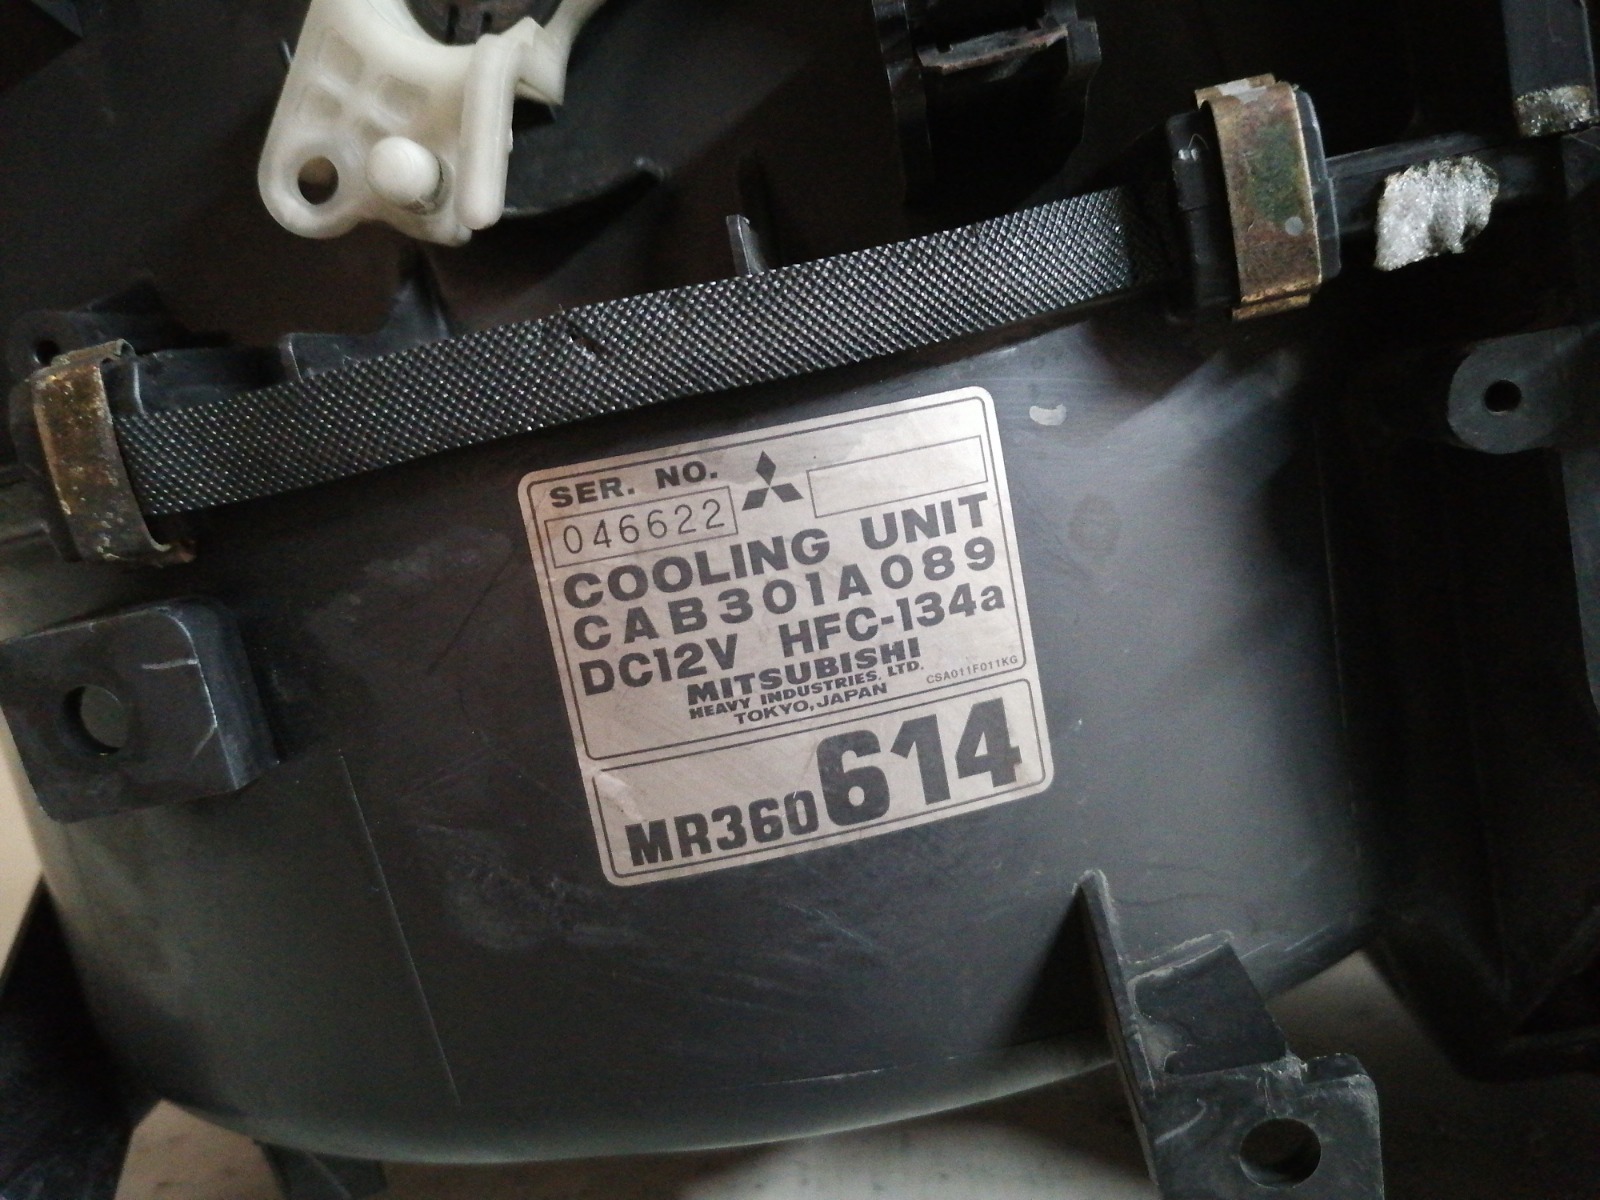 SER. NO.
046622
COOLING UNIT
CAB301A089
DC12V HFC-134a
MITSUBISHI
HEAVY INDUSTRIES, LTD.
TOKYO, JAPAN
CSA011F011KG
MR360614